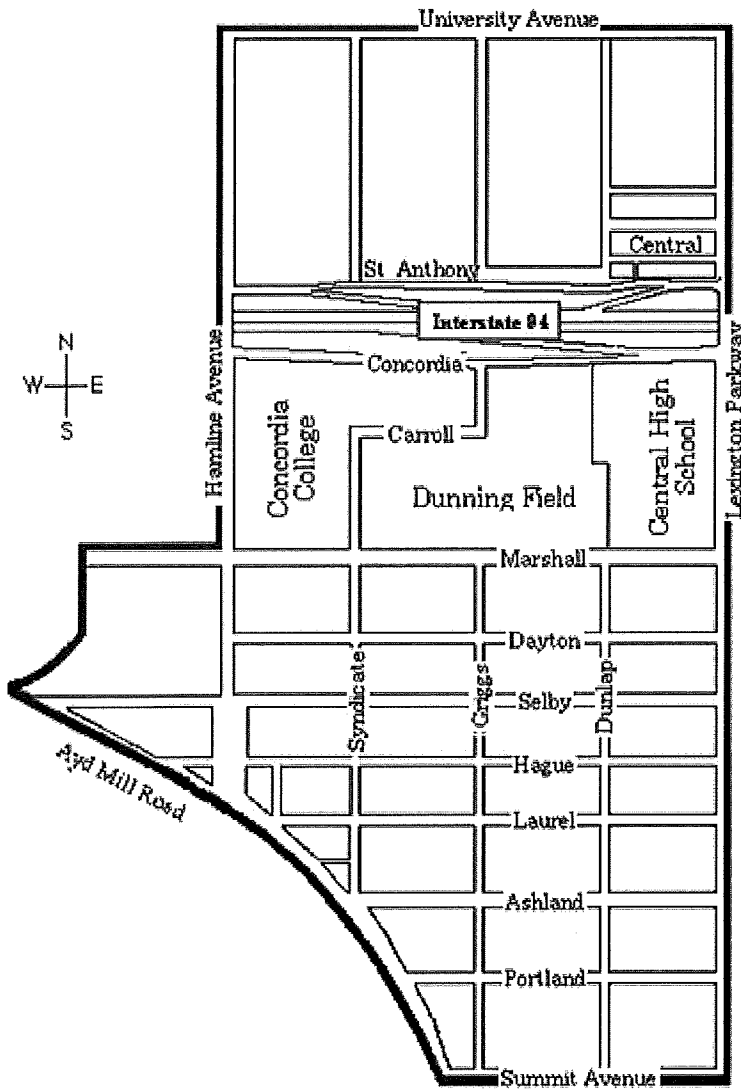 University Avenue
Central
St Anthony
Interstate 94
Concordia
N
W E
S
Hamline Avenue
Concordia
College
Carroll
Dunning Field
Central High
School
Lexington Parkway
Marshall
Dayton
Syndicate
Griggs
Dunlap
Selby
Ayd Mill Road
Hague
Laurel
Ashland
Portland
Summit Avenue